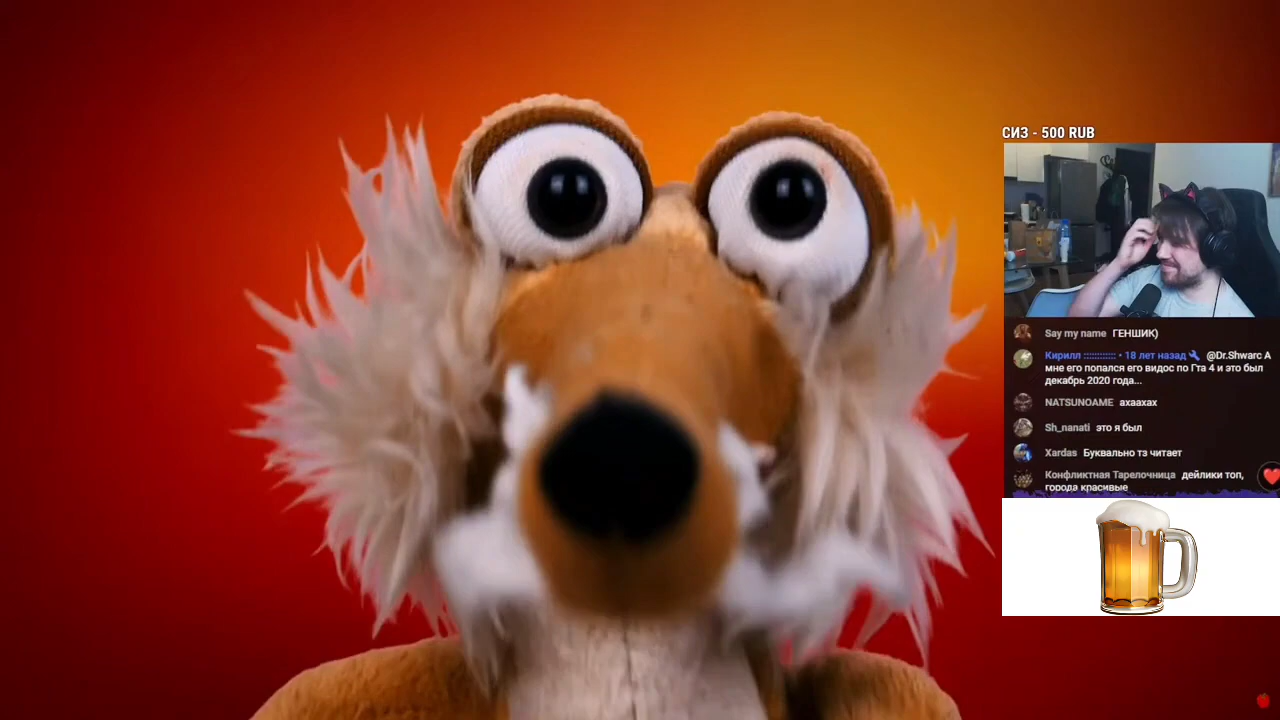 СИЗ - 500 RUB
Say my name ГЕНШИК)
Кирилл :::::::::::: • 18 лет назад @Dr.Shwarc А
мне его попался его видос по Гта 4 и это был
декабрь 2020 года...
NATSUNOAME ахаахах
Sh_nanati это я был
Xardas Буквально тз читает
Конфликтная Тарелочница дейлики топ,
города красивые